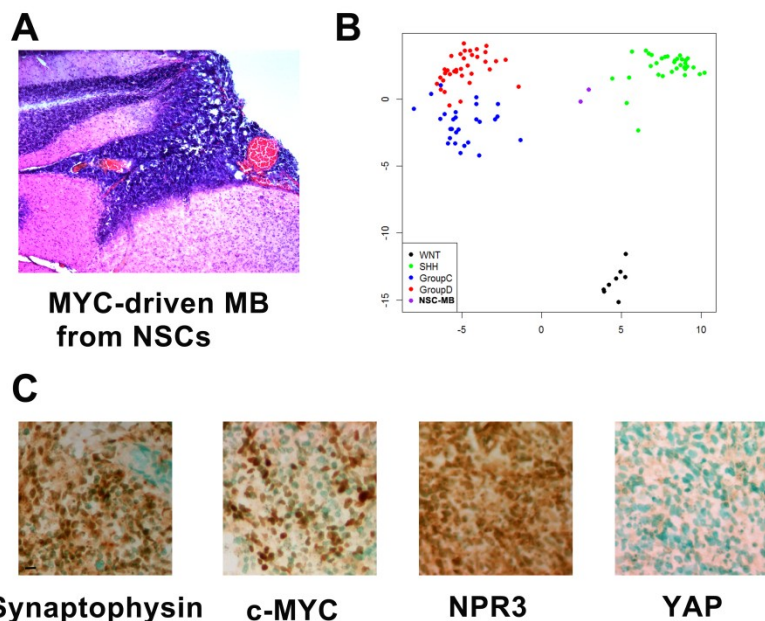 A
B
MYC-driven MB
from NSCs
0
-5
-10
-15
WNT
SHH
GroupC
GroupD
NSC-MB
-5
0
5
10
C
Synaptophysin
c-MYC
NPR3
YAP